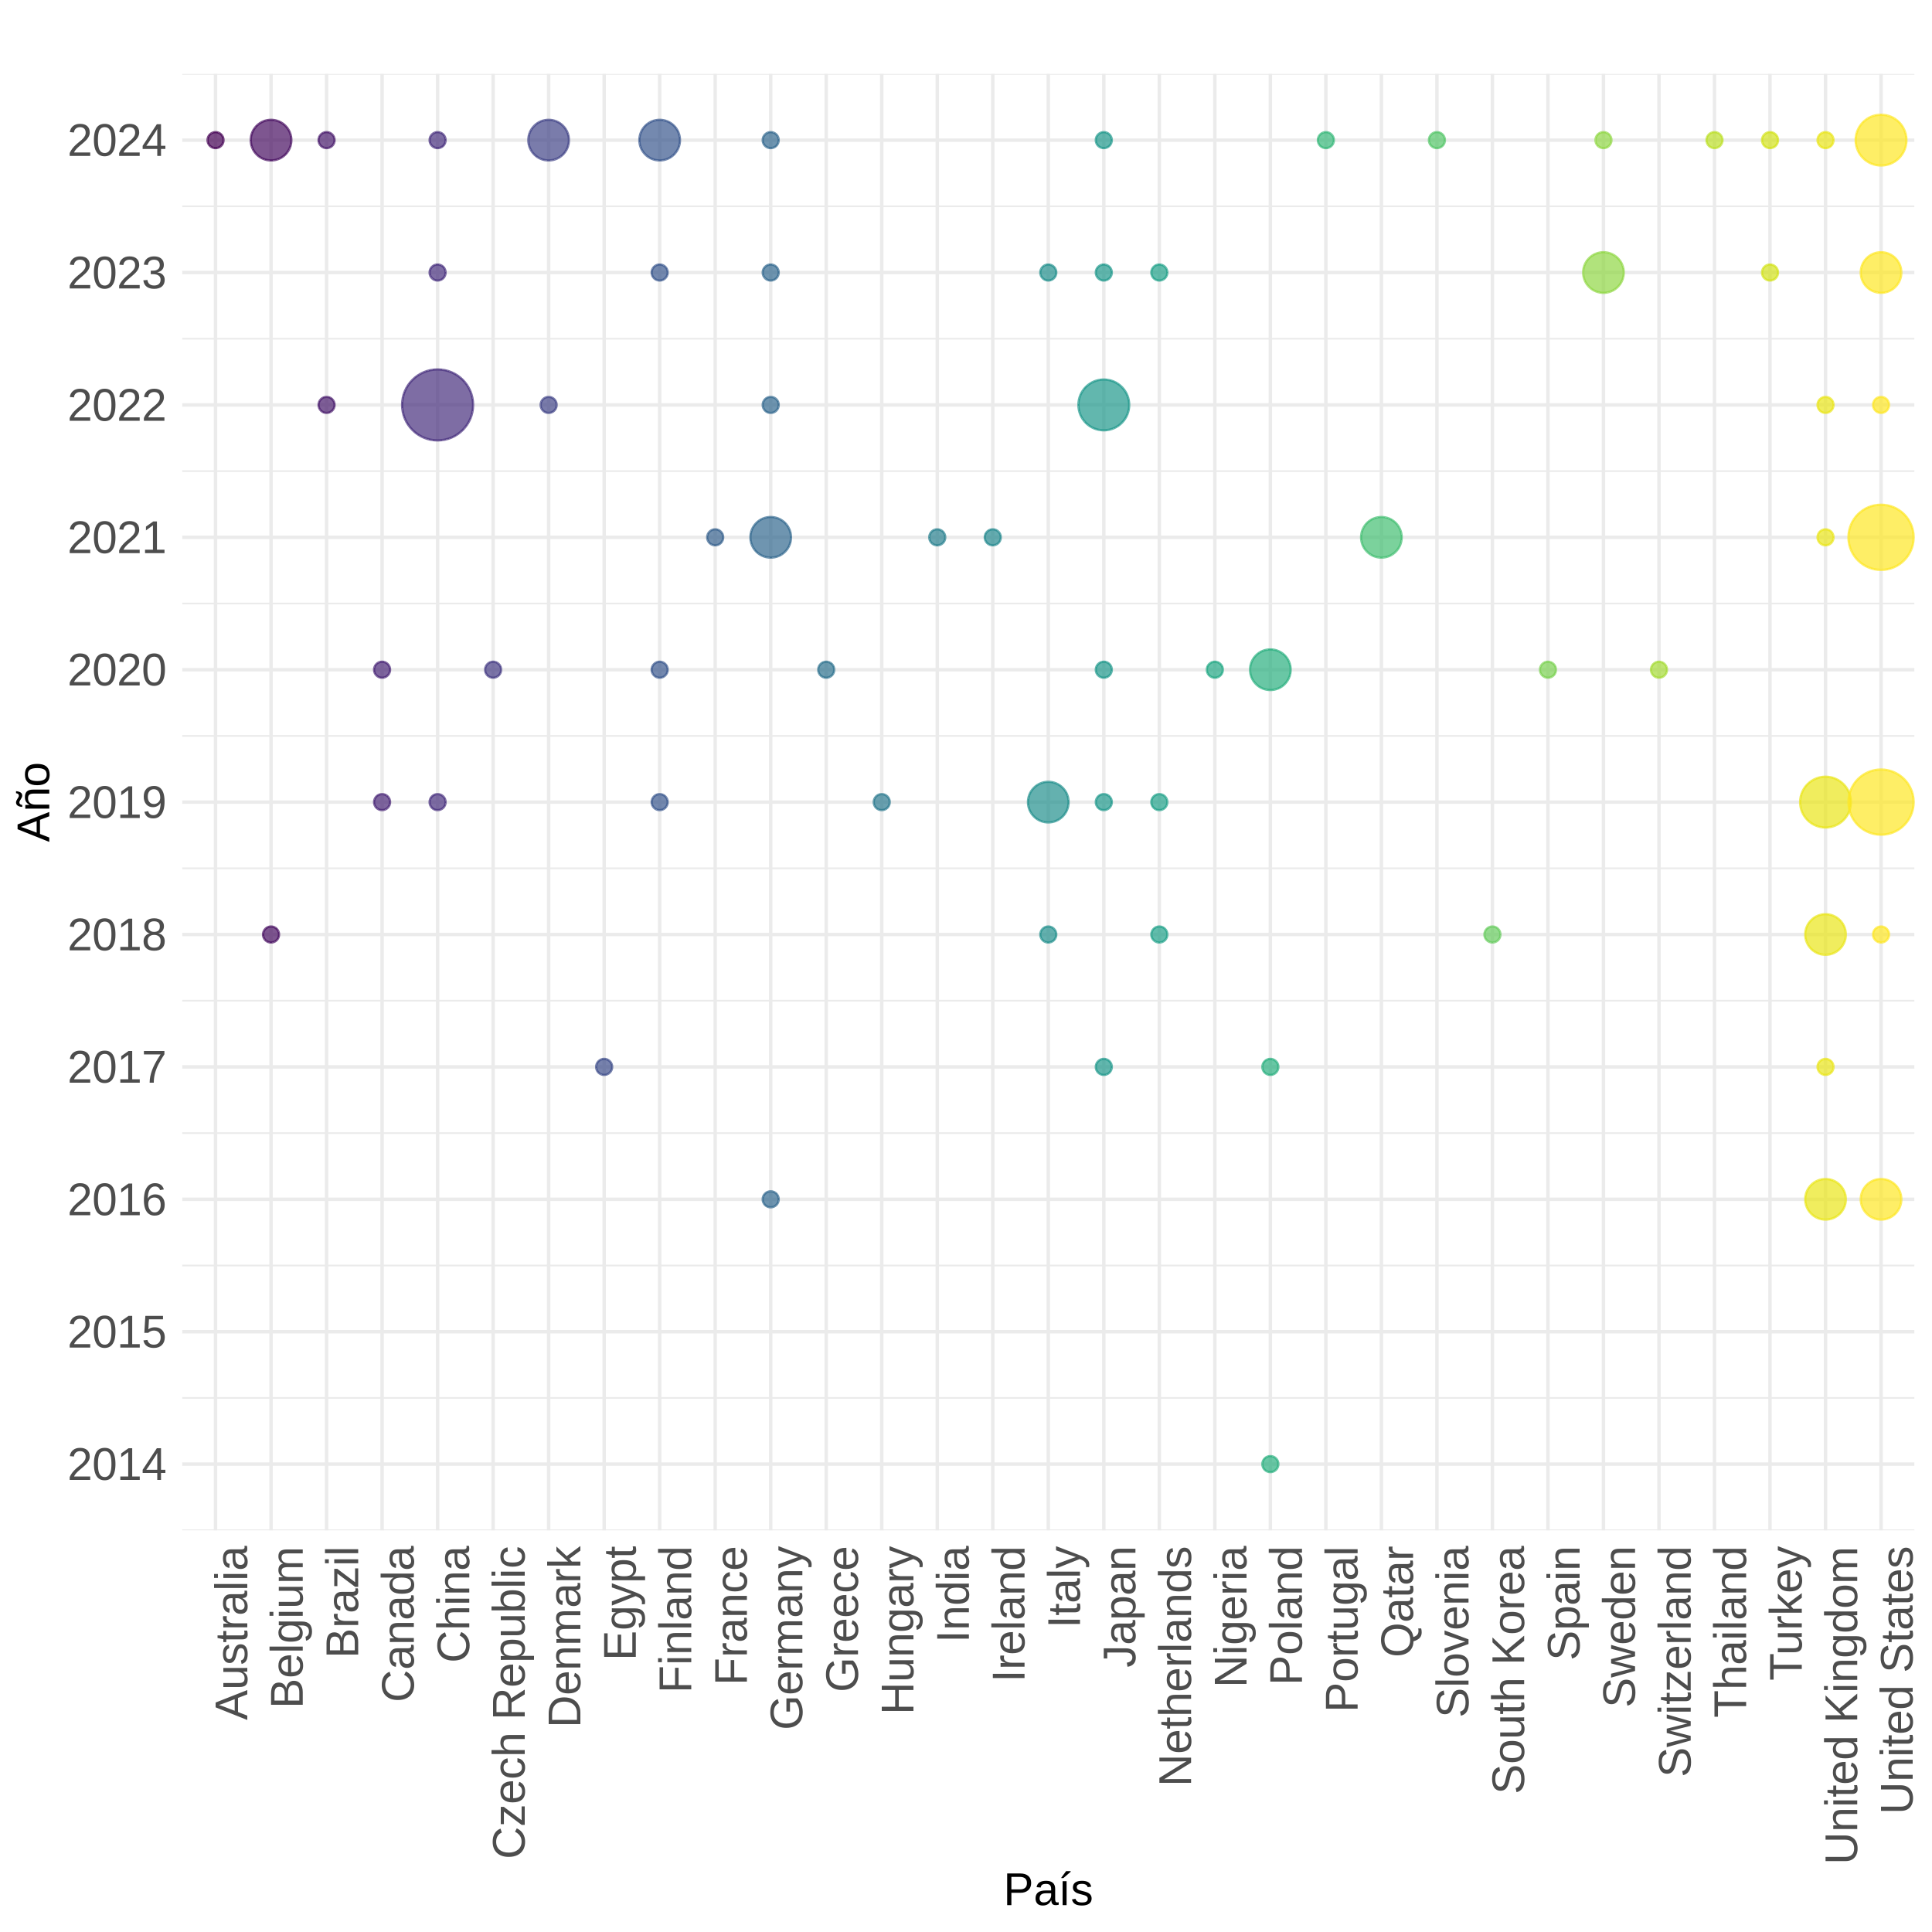 2024
2023
2022
2021
2020
2019
2018
2017
2016
2015
2014
Año
Australia
Belgium
Brazil
Canada
China
Czech Republic
Denmark
Egypt
Finland
France
Germany
Greece
Hungary
India
Ireland
Italy
Japan
Netherlands
Nigeria
Poland
Portugal
Qatar
Slovenia
South Korea
Spain
Sweden
Switzerland
Thailand
Turkey
United Kingdom
United States
País